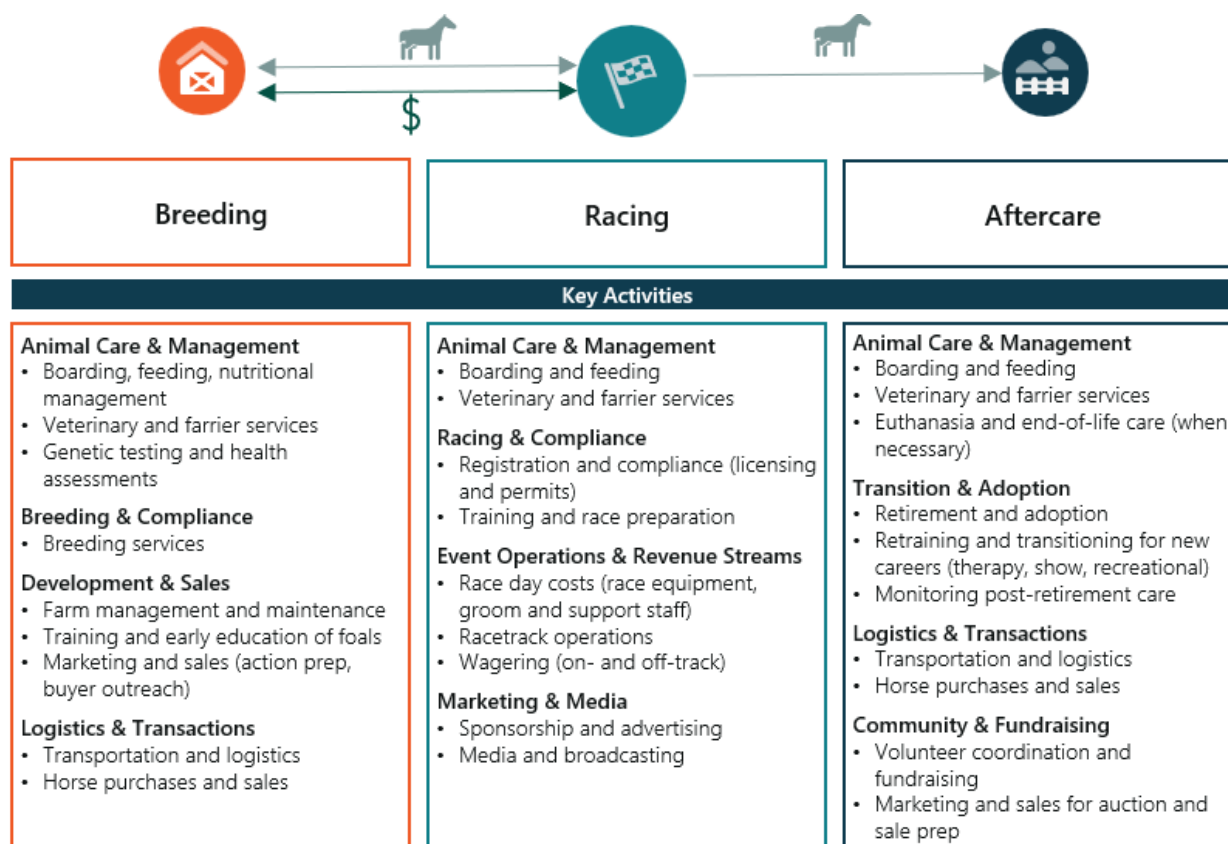 $
Breeding
Racing
Aftercare
Key Activities
Animal Care & Management
• Boarding, feeding, nutritional
management
• Veterinary and farrier services
• Genetic testing and health
assessments
Breeding & Compliance
• Breeding services
Development & Sales
• Farm management and maintenance
• Training and early education of foals
• Marketing and sales (action prep,
buyer outreach)
Logistics & Transactions
• Transportation and logistics
• Horse purchases and sales
Animal Care & Management
• Boarding and feeding
• Veterinary and farrier services
Racing & Compliance
• Registration and compliance (licensing
and permits)
• Training and race preparation
Event Operations & Revenue Streams
• Race day costs (race equipment,
groom and support staff)
• Racetrack operations
• Wagering (on- and off-track)
Marketing & Media
• Sponsorship and advertising
• Media and broadcasting
Animal Care & Management
• Boarding and feeding
• Veterinary and farrier services
• Euthanasia and end-of-life care (when
necessary)
Transition & Adoption
• Retirement and adoption
• Retraining and transitioning for new
careers (therapy, show, recreational)
• Monitoring post-retirement care
Logistics & Transactions
• Transportation and logistics
• Horse purchases and sales
Community & Fundraising
• Volunteer coordination and
fundraising
• Marketing and sales for auction and
sale prep